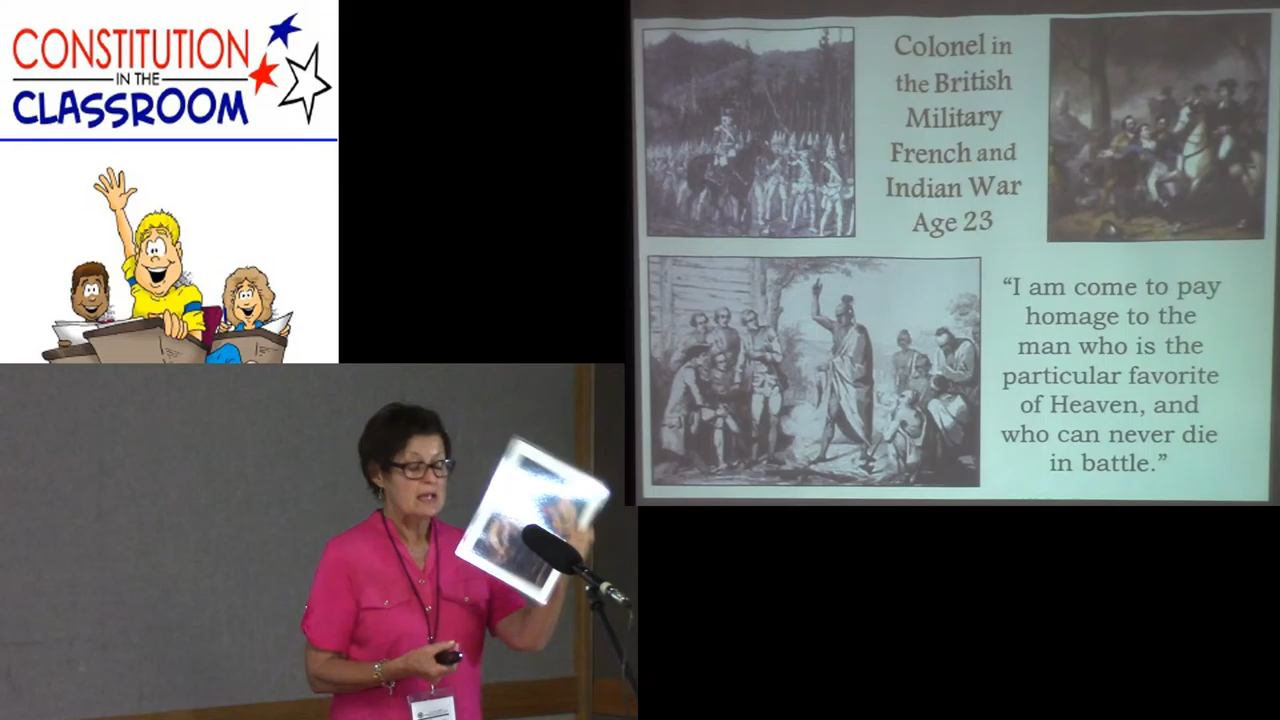 CONSTITUTION
IN THE
CLASSROOM
Colonel in
the British
Military
French and
Indian War
Age 23
“I am come to pay
homage to the
man who is the
particular favorite
of Heaven, and
who can never die
in battle.”